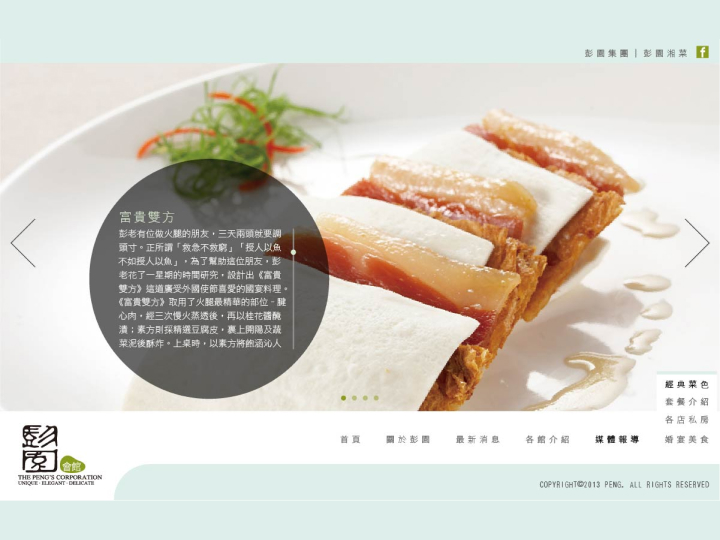 彭園集團 | 彭園湘菜
富貴雙方
彭老有位做火腿的朋友,三天兩頭就要調
頭寸。正所謂「救急不救窮」「授人以魚
不如授人以魚」,為了幫助這位朋友,彭
老花了一星期的時間研究,設計出《富貴
雙方》這道廣受外國使節喜愛的國宴料理。
《富貴雙方》取用了火腿最精華的部位-腱
心肉,經三次慢火蒸透後,再以桂花醬醃
漬;素方則採精選豆腐皮,裹上開陽及蔬
菜泥後酥炸。上桌時,以素方將飽涵沁人
經典菜色
套餐介紹
各店私房
首頁 關於彭園 最新消息 各館介紹 媒體報導 婚宴美食
彭園
會館
THE PENG'S CORPORATION
UNIQUE · ELEGANT · DELICATE
COPYRIGHT©2013 PENG. ALL RIGHTS RESERVED